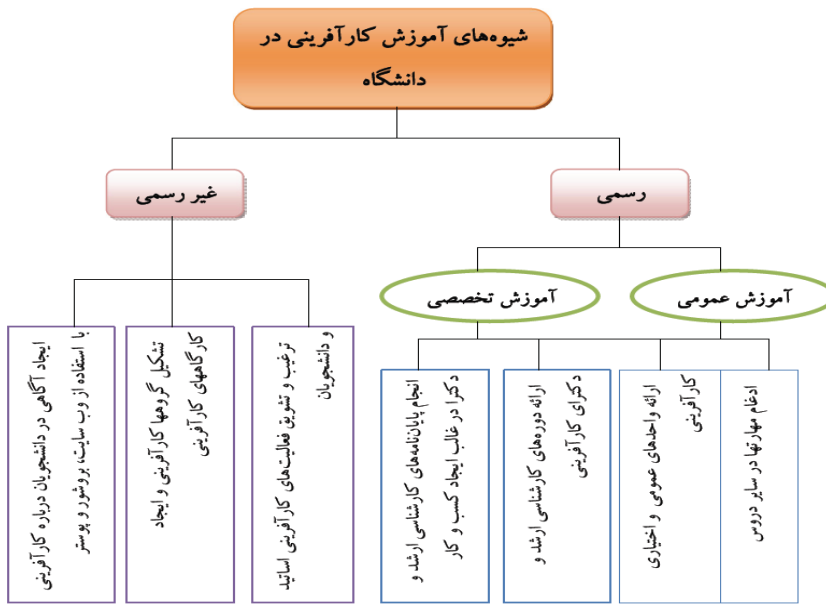 شیوه‌های آموزش کارآفرینی در
دانشگاه
رسمی
غیر رسمی
آموزش عمومی
آموزش تخصصی
ادغام مهارتها در سایر دروس
ارائه واحدهای عمومی و اختیاری
کارآفرینی
ارائه دوره‌های کارشناسی ارشد و
دکترای کارآفرینی
انجام پایان‌نامه‌های کارشناسی ارشد و
دکترا در غالب ایجاد کسب و کار
ترغیب و تشویق فعالیت‌های کارآفرینی اساتید
و دانشجویان
تشکیل گروهها کارآفرینی و ایجاد
کارگاههای کارآفرینی
ایجاد آگاهی در دانشجویان درباره کارآفرینی
با استفاده از وب سایت، بروشور و پوستر